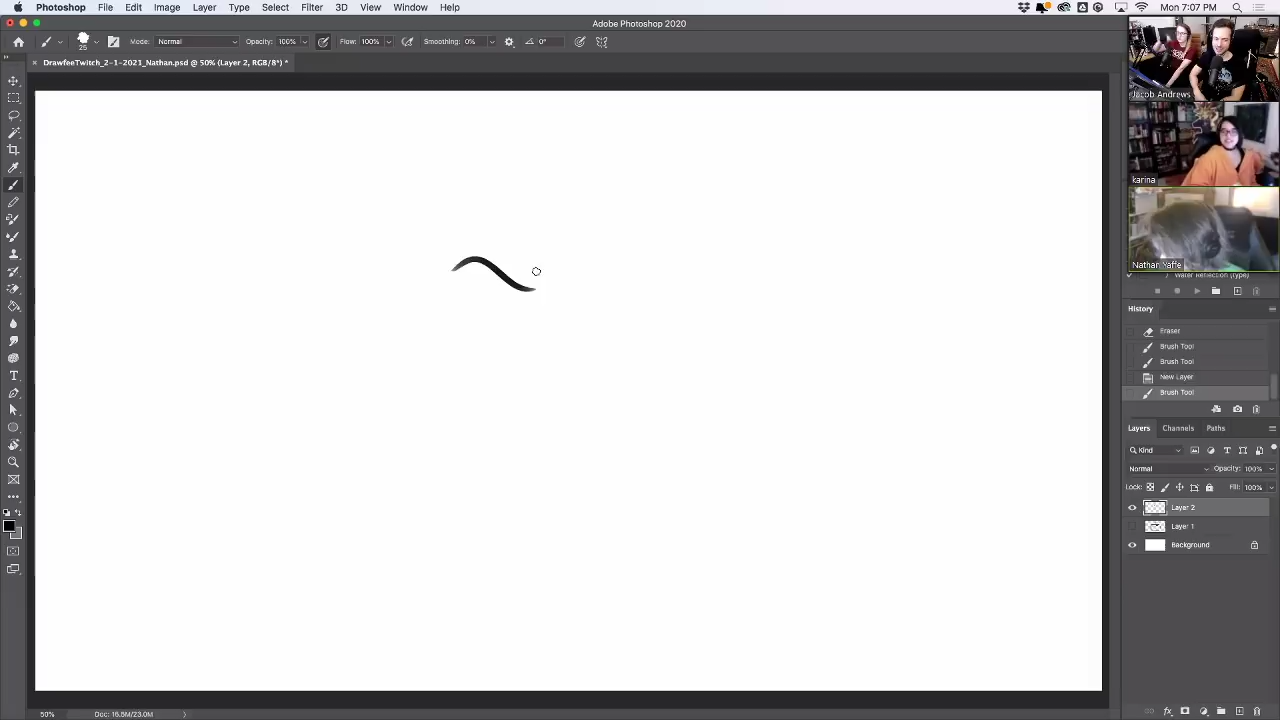 Photoshop File Edit Image Layer Type Select Filter 3D View Window Help Mon 7:07 PM
Adobe Photoshop 2020
25 Mode: Normal Opacity: 100% Flow: 100% Smoothing: 0% 0°
DrawfeeTwitch_2-1-2021_Nathan.psd @ 50% (Layer 2, RGB/8*) *
Jacob Andrews
karina
Nathan Yaffe
Water Reflection (type)
History
Eraser
Brush Tool
Brush Tool
New Layer
Brush Tool
Layers Channels Paths
Kind
Normal Opacity: 100%
Lock: Fill: 100%
Layer 2
Layer 1
Background
50% Doc: 16.5M/23.0M